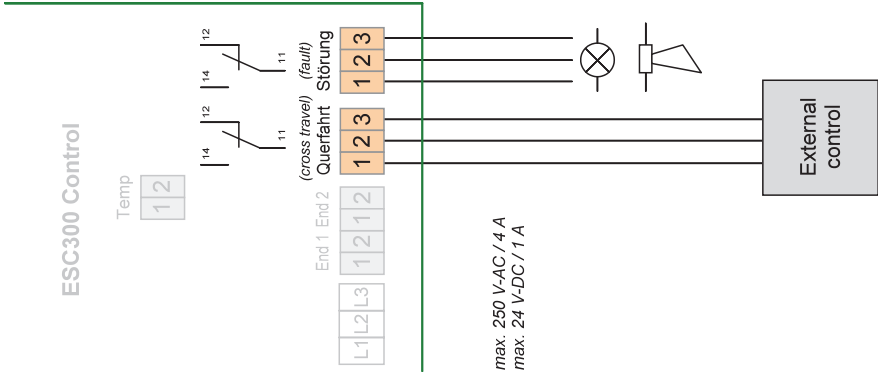 ESC300 Control
Temp
1 2
12
14
11
12
14
11
(fault)
Störung
1 2 3
(cross travel)
Querfahrt
1 2 3
End 1 End 2
1 2 1 2
L1 L2 L3
max. 250 V-AC / 4 A
max. 24 V-DC / 1 A
External
control